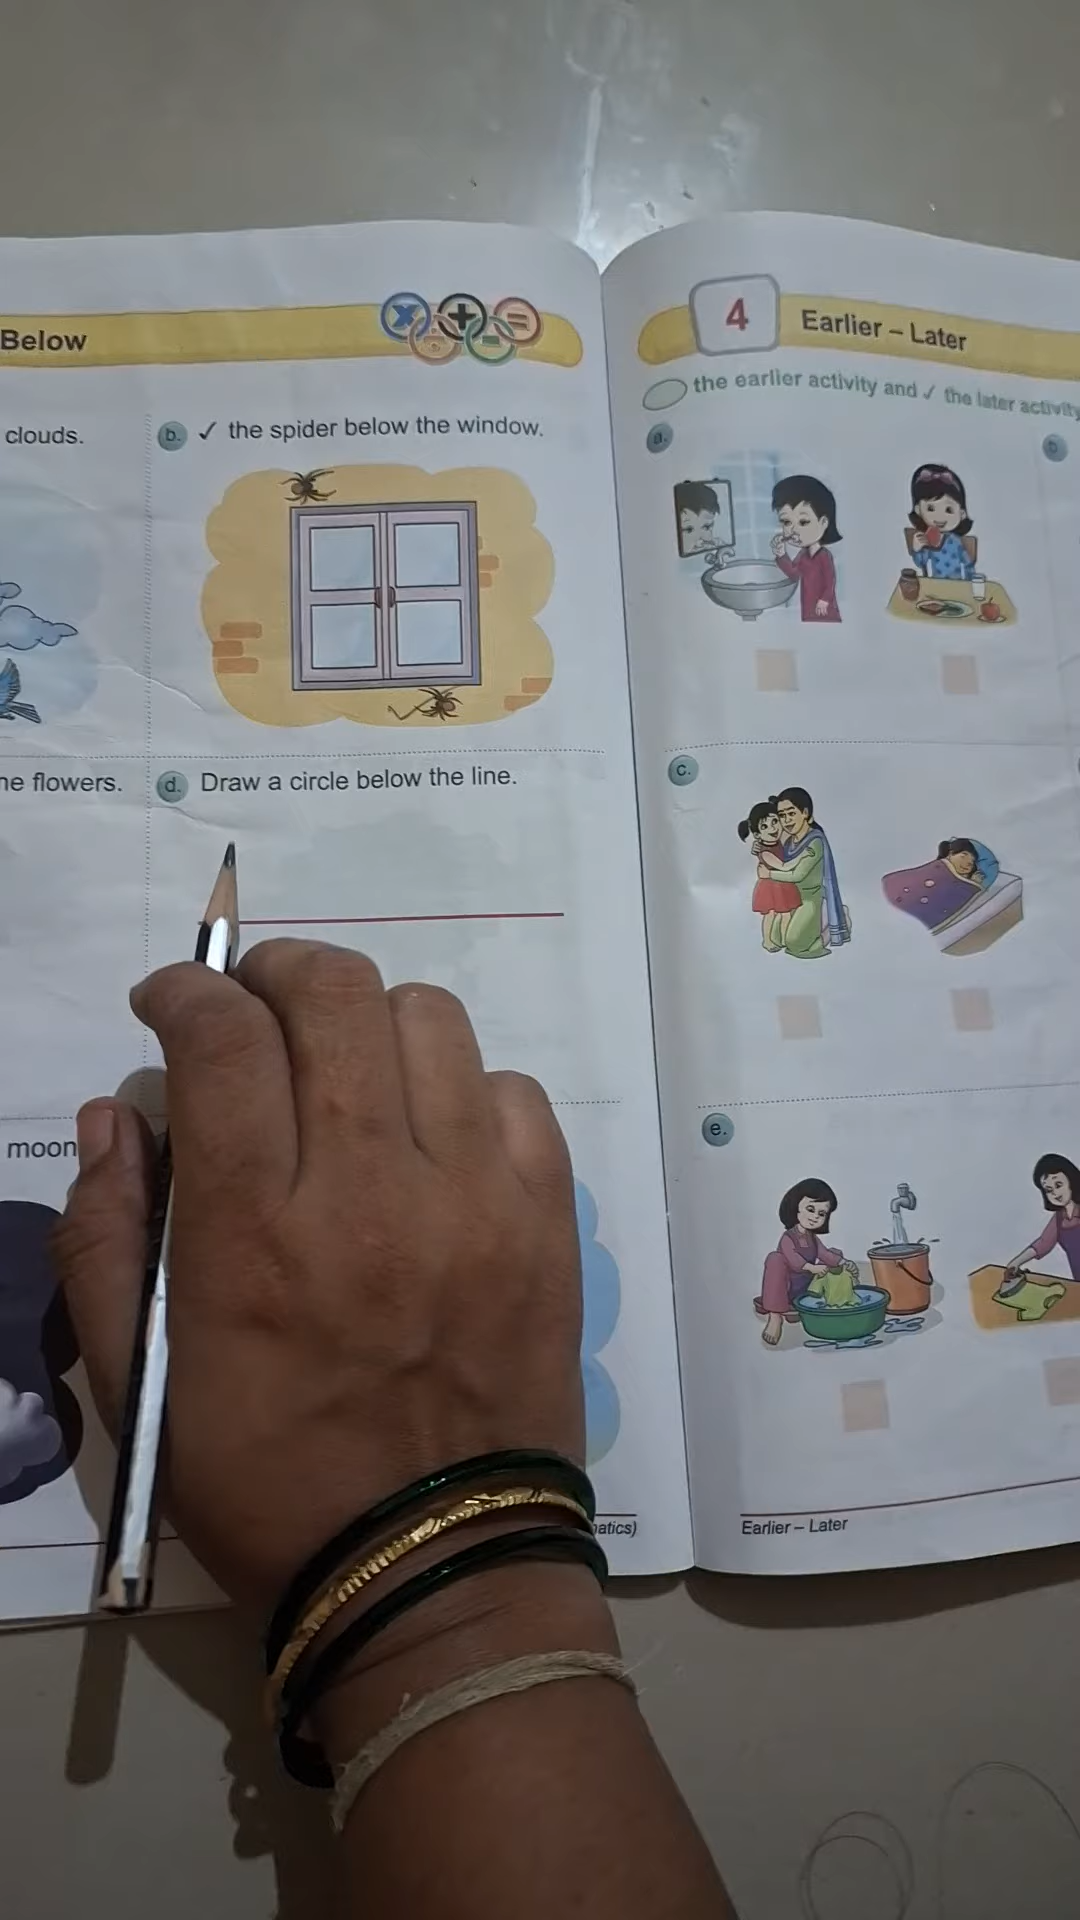 Below
clouds.
b. ✓ the spider below the window.
he flowers.
d. Draw a circle below the line.
moon
atics)
4
Earlier – Later
the earlier activity and ✓ the later activity
a.
b
c.
e.
Earlier – Later